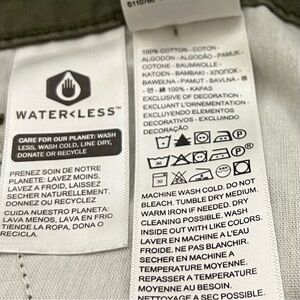 WATER<LESS™
CARE FOR OUR PLANET: WASH
LESS, WASH COLD, LINE DRY,
DONATE OR RECYCLE
PRENEZ SOIN DE NOTRE
PLANETE: LAVEZ MOINS,
LAVEZ A FROID, LAISSEZ
SECHER NATURELLEMENT,
DONNEZ OU RECYCLEZ
CUIDA NUESTRO PLANETA:
LAVA MENOS, LAVA EN FRIO
TIENDE LA ROPA, DONA O
RECICLA.
100% COTTON - COTON -
ALGODÓN - ALGODÃO - PAMUK -
COTONE - BAUMWOLLE -
KATOEN - BAMBAKI - ХЛОПОК -
BAWEŁNA - PAMUT - BAVLNA - 棉
- 면 - 綿 100% - KAPAS
EXCLUSIVE OF DECORATION -
EXCLUANT L'ORNEMENTATION -
EXCLUYENDO ELEMENTOS
DECORATIVOS - EXCLUINDO
DECORAÇÃO
MACHINE WASH COLD. DO NOT
BLEACH. TUMBLE DRY MEDIUM.
WARM IRON IF NEEDED. DRY
CLEANING POSSIBLE. WASH
INSIDE OUT WITH LIKE COLORS.
LAVER EN MACHINE A L'EAU
FROIDE. NE PAS BLANCHIR.
SECHER EN MACHINE A
TEMPERATURE MOYENNE.
REPASSER A TEMPERATURE
MOYENNE AU BESOIN.
NETTOYAGE A SEC POSSIBLE.